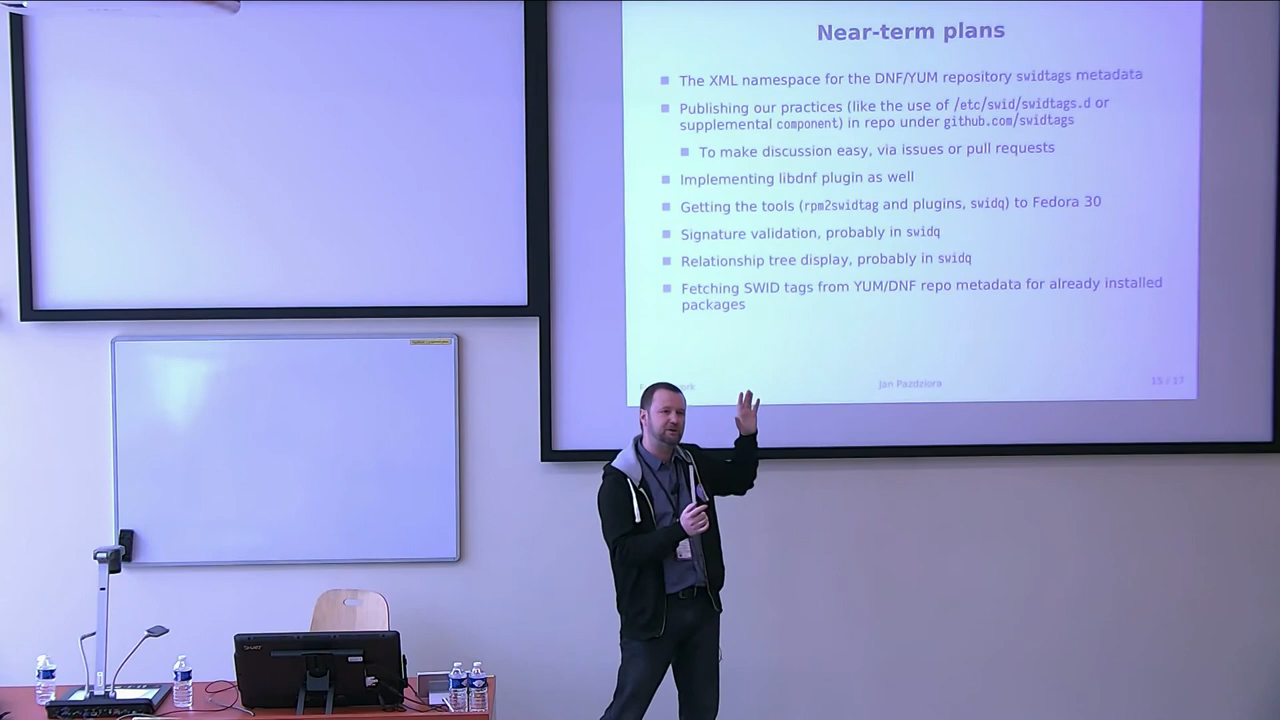 Near-term plans
The XML namespace for the DNF/YUM repository swidtags metadata
Publishing our practices (like the use of /etc/swid/swidtags.d or
supplemental component) in repo under github.com/swidtags
To make discussion easy, via issues or pull requests
Implementing libdnf plugin as well
Getting the tools (rpm2swidtag and plugins, swidq) to Fedora 30
Signature validation, probably in swidq
Relationship tree display, probably in swidq
Fetching SWID tags from YUM/DNF repo metadata for already installed
packages
Jan Pazdziora
15 / 17